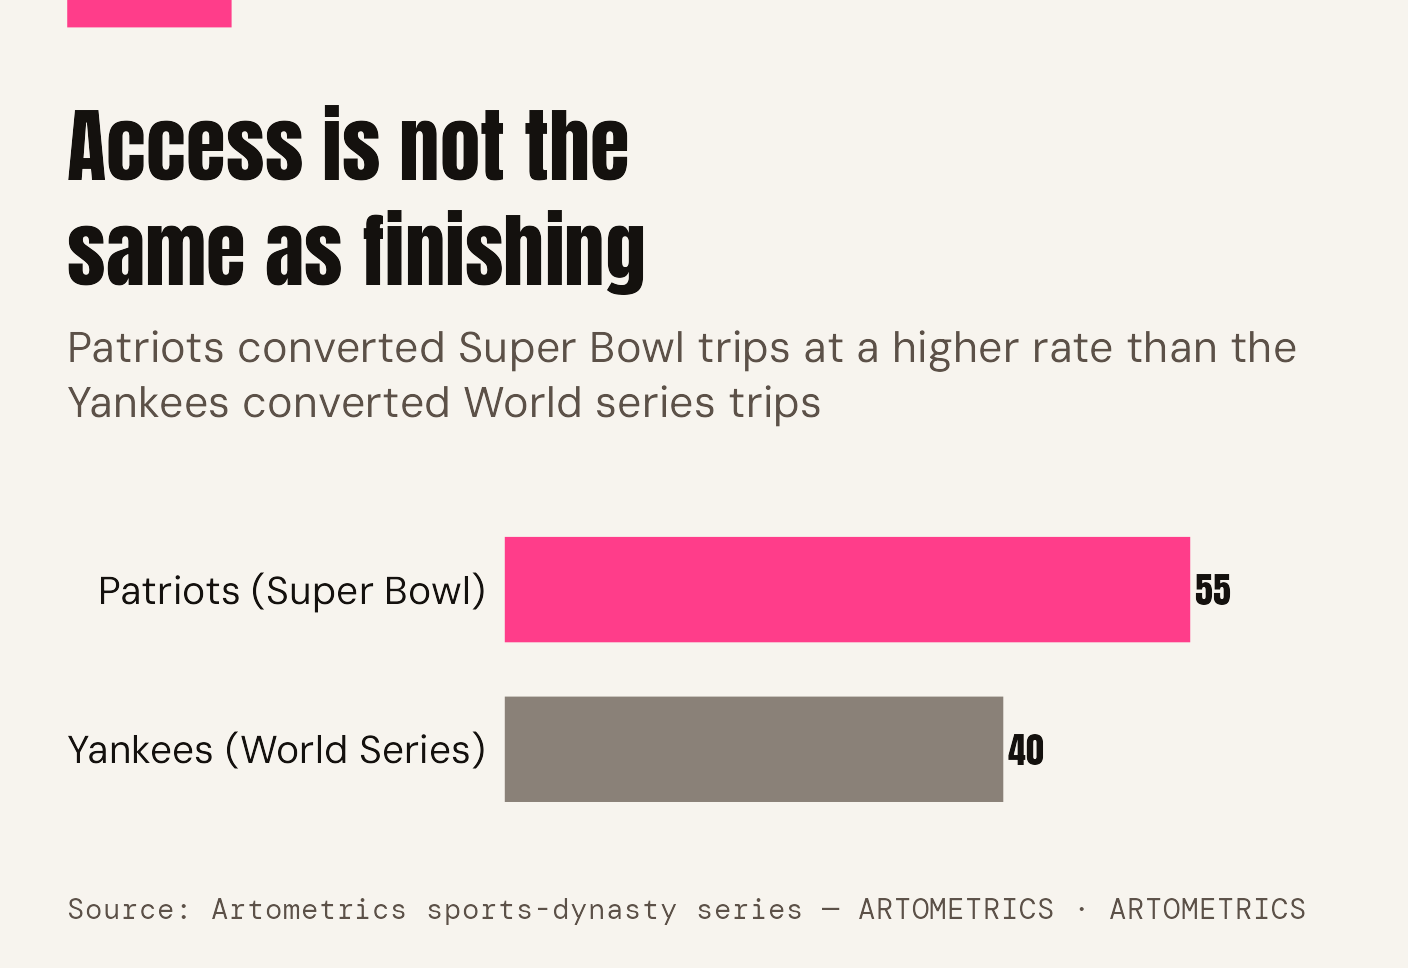 Access is not the
same as finishing
Patriots converted Super Bowl trips at a higher rate than the
Yankees converted World series trips
Patriots (Super Bowl) 55
Yankees (World Series) 40
Source: Artometrics sports-dynasty series — ARTOMETRICS · ARTOMETRICS